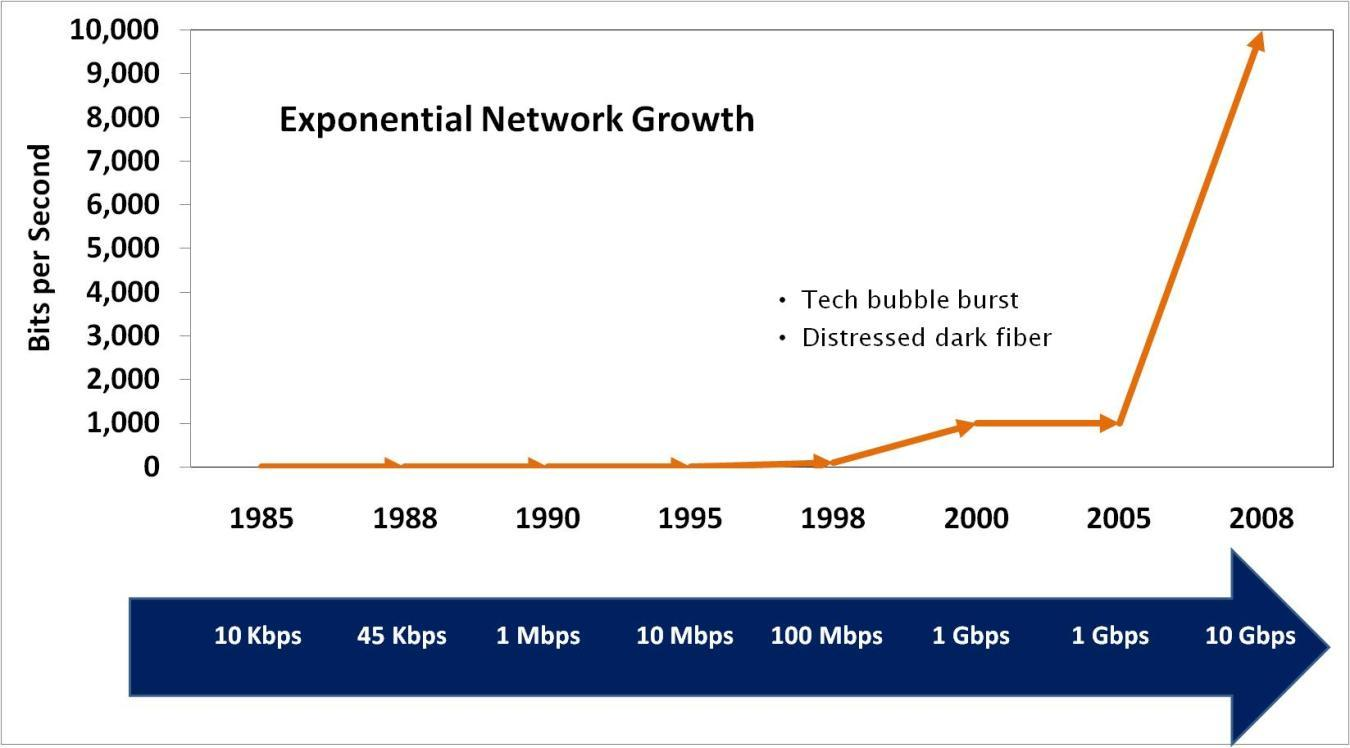 10,000
9,000
8,000
7,000
6,000
5,000
4,000
3,000
2,000
1,000
0
Bits per Second
Exponential Network Growth
• Tech bubble burst
• Distressed dark fiber
1985 1988 1990 1995 1998 2000 2005 2008
10 Kbps 45 Kbps 1 Mbps 10 Mbps 100 Mbps 1 Gbps 1 Gbps 10 Gbps